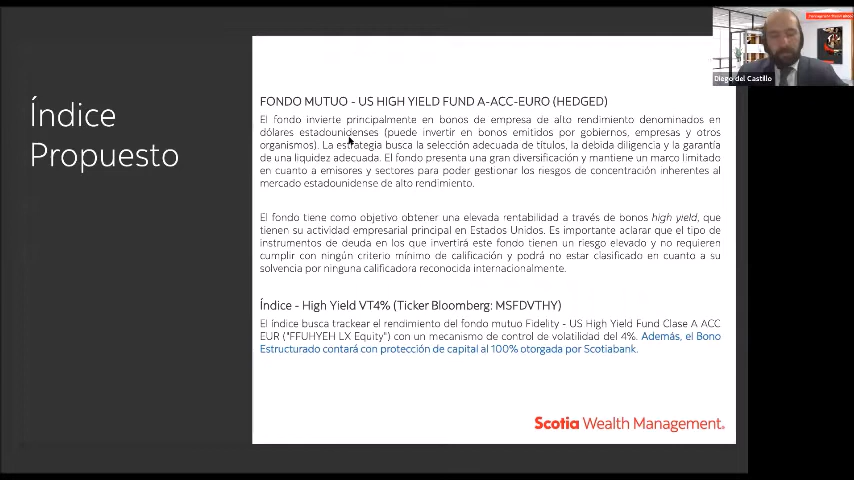 Diego del Castillo
Índice
Propuesto
FONDO MUTUO - US HIGH YIELD FUND A-ACC-EURO (HEDGED)
El fondo invierte principalmente en bonos de empresa de alto rendimiento denominados en
dólares estadounidenses (puede invertir en bonos emitidos por gobiernos, empresas y otros
organismos). La estrategia busca la selección adecuada de títulos, la debida diligencia y la garantía
de una liquidez adecuada. El fondo presenta una gran diversificación y mantiene un marco limitado
en cuanto a emisores y sectores para poder gestionar los riesgos de concentración inherentes al
mercado estadounidense de alto rendimiento.
El fondo tiene como objetivo obtener una elevada rentabilidad a través de bonos high yield, que
tienen su actividad empresarial principal en Estados Unidos. Es importante aclarar que el tipo de
instrumentos de deuda en los que invertirá este fondo tienen un riesgo elevado y no requieren
cumplir con ningún criterio mínimo de calificación y podrá no estar clasificado en cuanto a su
solvencia por ninguna calificadora reconocida internacionalmente.
Índice - High Yield VT4% (Ticker Bloomberg: MSFDVTHY)
El índice busca trackear el rendimiento del fondo mutuo Fidelity - US High Yield Fund Clase A ACC
EUR ("FFUHYEH LX Equity") con un mecanismo de control de volatilidad del 4%. Además, el Bono
Estructurado contará con protección de capital al 100% otorgada por Scotiabank.
Scotia Wealth Management.